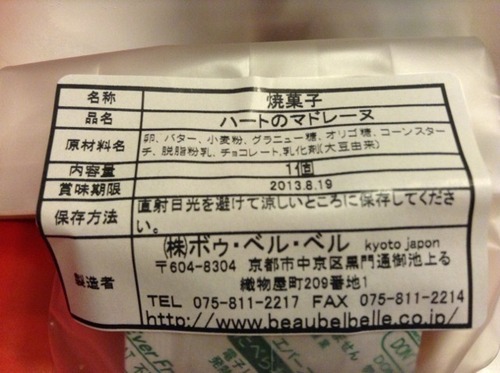 名称 焼菓子
品名 ハートのマドレーヌ
原材料名 卵、バター、小麦粉、グラニュー糖、オリゴ糖、コーンスター
チ、脱脂粉乳、チョコレート、乳化剤(大豆由来)
内容量 1個
賞味期限 2013.8.19
保存方法 直射日光を避けて涼しいところに保存してくださ
い。
製造者 (株)ボゥ・ベル・ベル kyoto japon
〒604-8304 京都市中京区黒門通御池上る
織物屋町209番地1
TEL 075-811-2217 FAX 075-811-2214
http://www.beaubelbelle.co.jp/